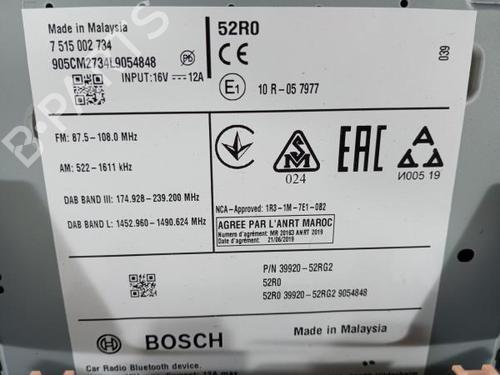 Made in Malaysia
7 515 002 734
905CM2734L9054848
INPUT:16V 12A
Pb
52R0
CE
E1
10 R-05 7977
039
FM: 87.5-108.0 MHz
AM: 522-1611 kHz
DAB BAND III: 174.928-239.200 MHz
DAB BAND L: 1452.960-1490.624 MHz
024
EAC
И005 19
NCA-Approved: 1R3-1M-7E1-0B2
AGREE PAR L'ANRT MAROC
Numero d'agrément: MR 20163 ANRT 2019
Date d'agrément: 21/06/2019
P/N 39920-52RG2
52R0
52R0 39920-52RG2 9054848
BOSCH
Made in Malaysia
Car Radio Bluetooth device.
B-PARTS